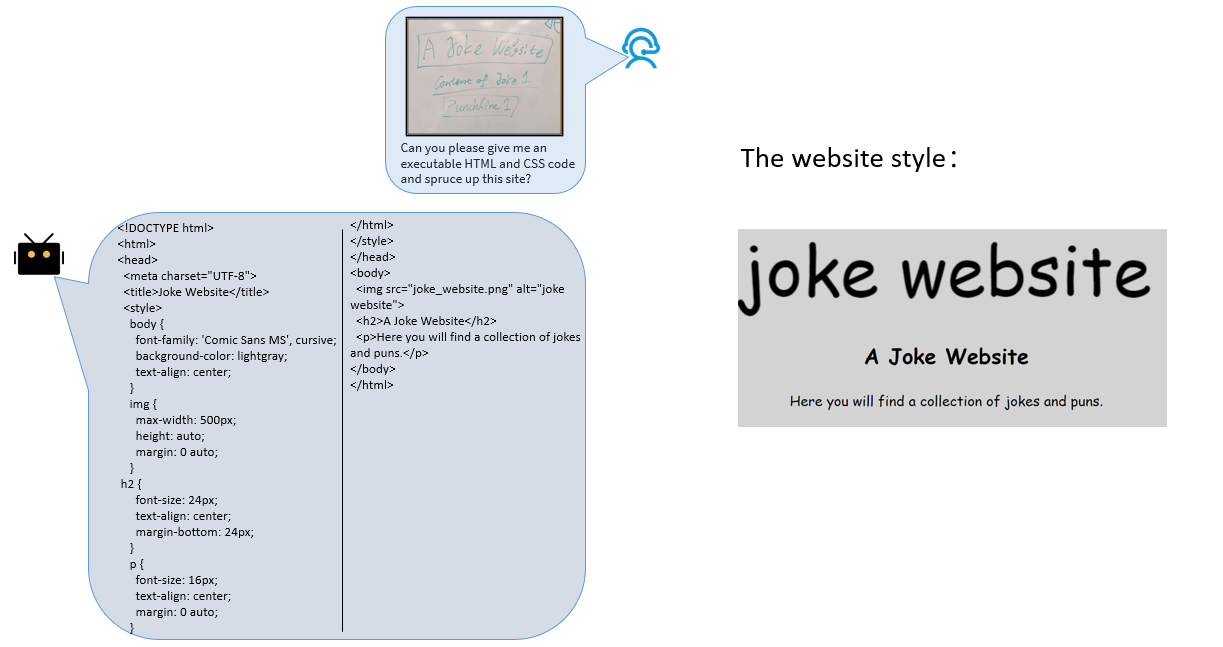 A Joke Website
Content of Joke 1
Punchline 1
Can you please give me an
executable HTML and CSS code
and spruce up this site?
<!DOCTYPE html>
<html>
<head>
<meta charset="UTF-8">
<title>Joke Website</title>
<style>
body {
font-family: 'Comic Sans MS', cursive;
background-color: lightgray;
text-align: center;
}
img {
max-width: 500px;
height: auto;
margin: 0 auto;
}
h2 {
font-size: 24px;
text-align: center;
margin-bottom: 24px;
}
p {
font-size: 16px;
text-align: center;
margin: 0 auto;
}
</html>
</style>
</head>
<body>
<img src="joke_website.png" alt="joke
website">
<h2>A Joke Website</h2>
<p>Here you will find a collection of jokes
and puns.</p>
</body>
</html>
The website style：
joke website
A Joke Website
Here you will find a collection of jokes and puns.